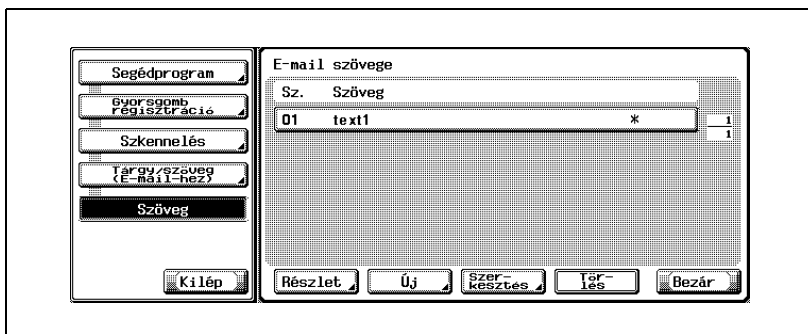 Segédprogram
Gyorsgomb
regisztráció
Szkennelés
Tárgy/szöveg
(E-mail-hez)
Szöveg
Kilép
E-mail szövege
Sz. Szöveg
01 text1 *
1
1
Részlet
Új
Szer-
kesztés
Tör-
lés
Bezár